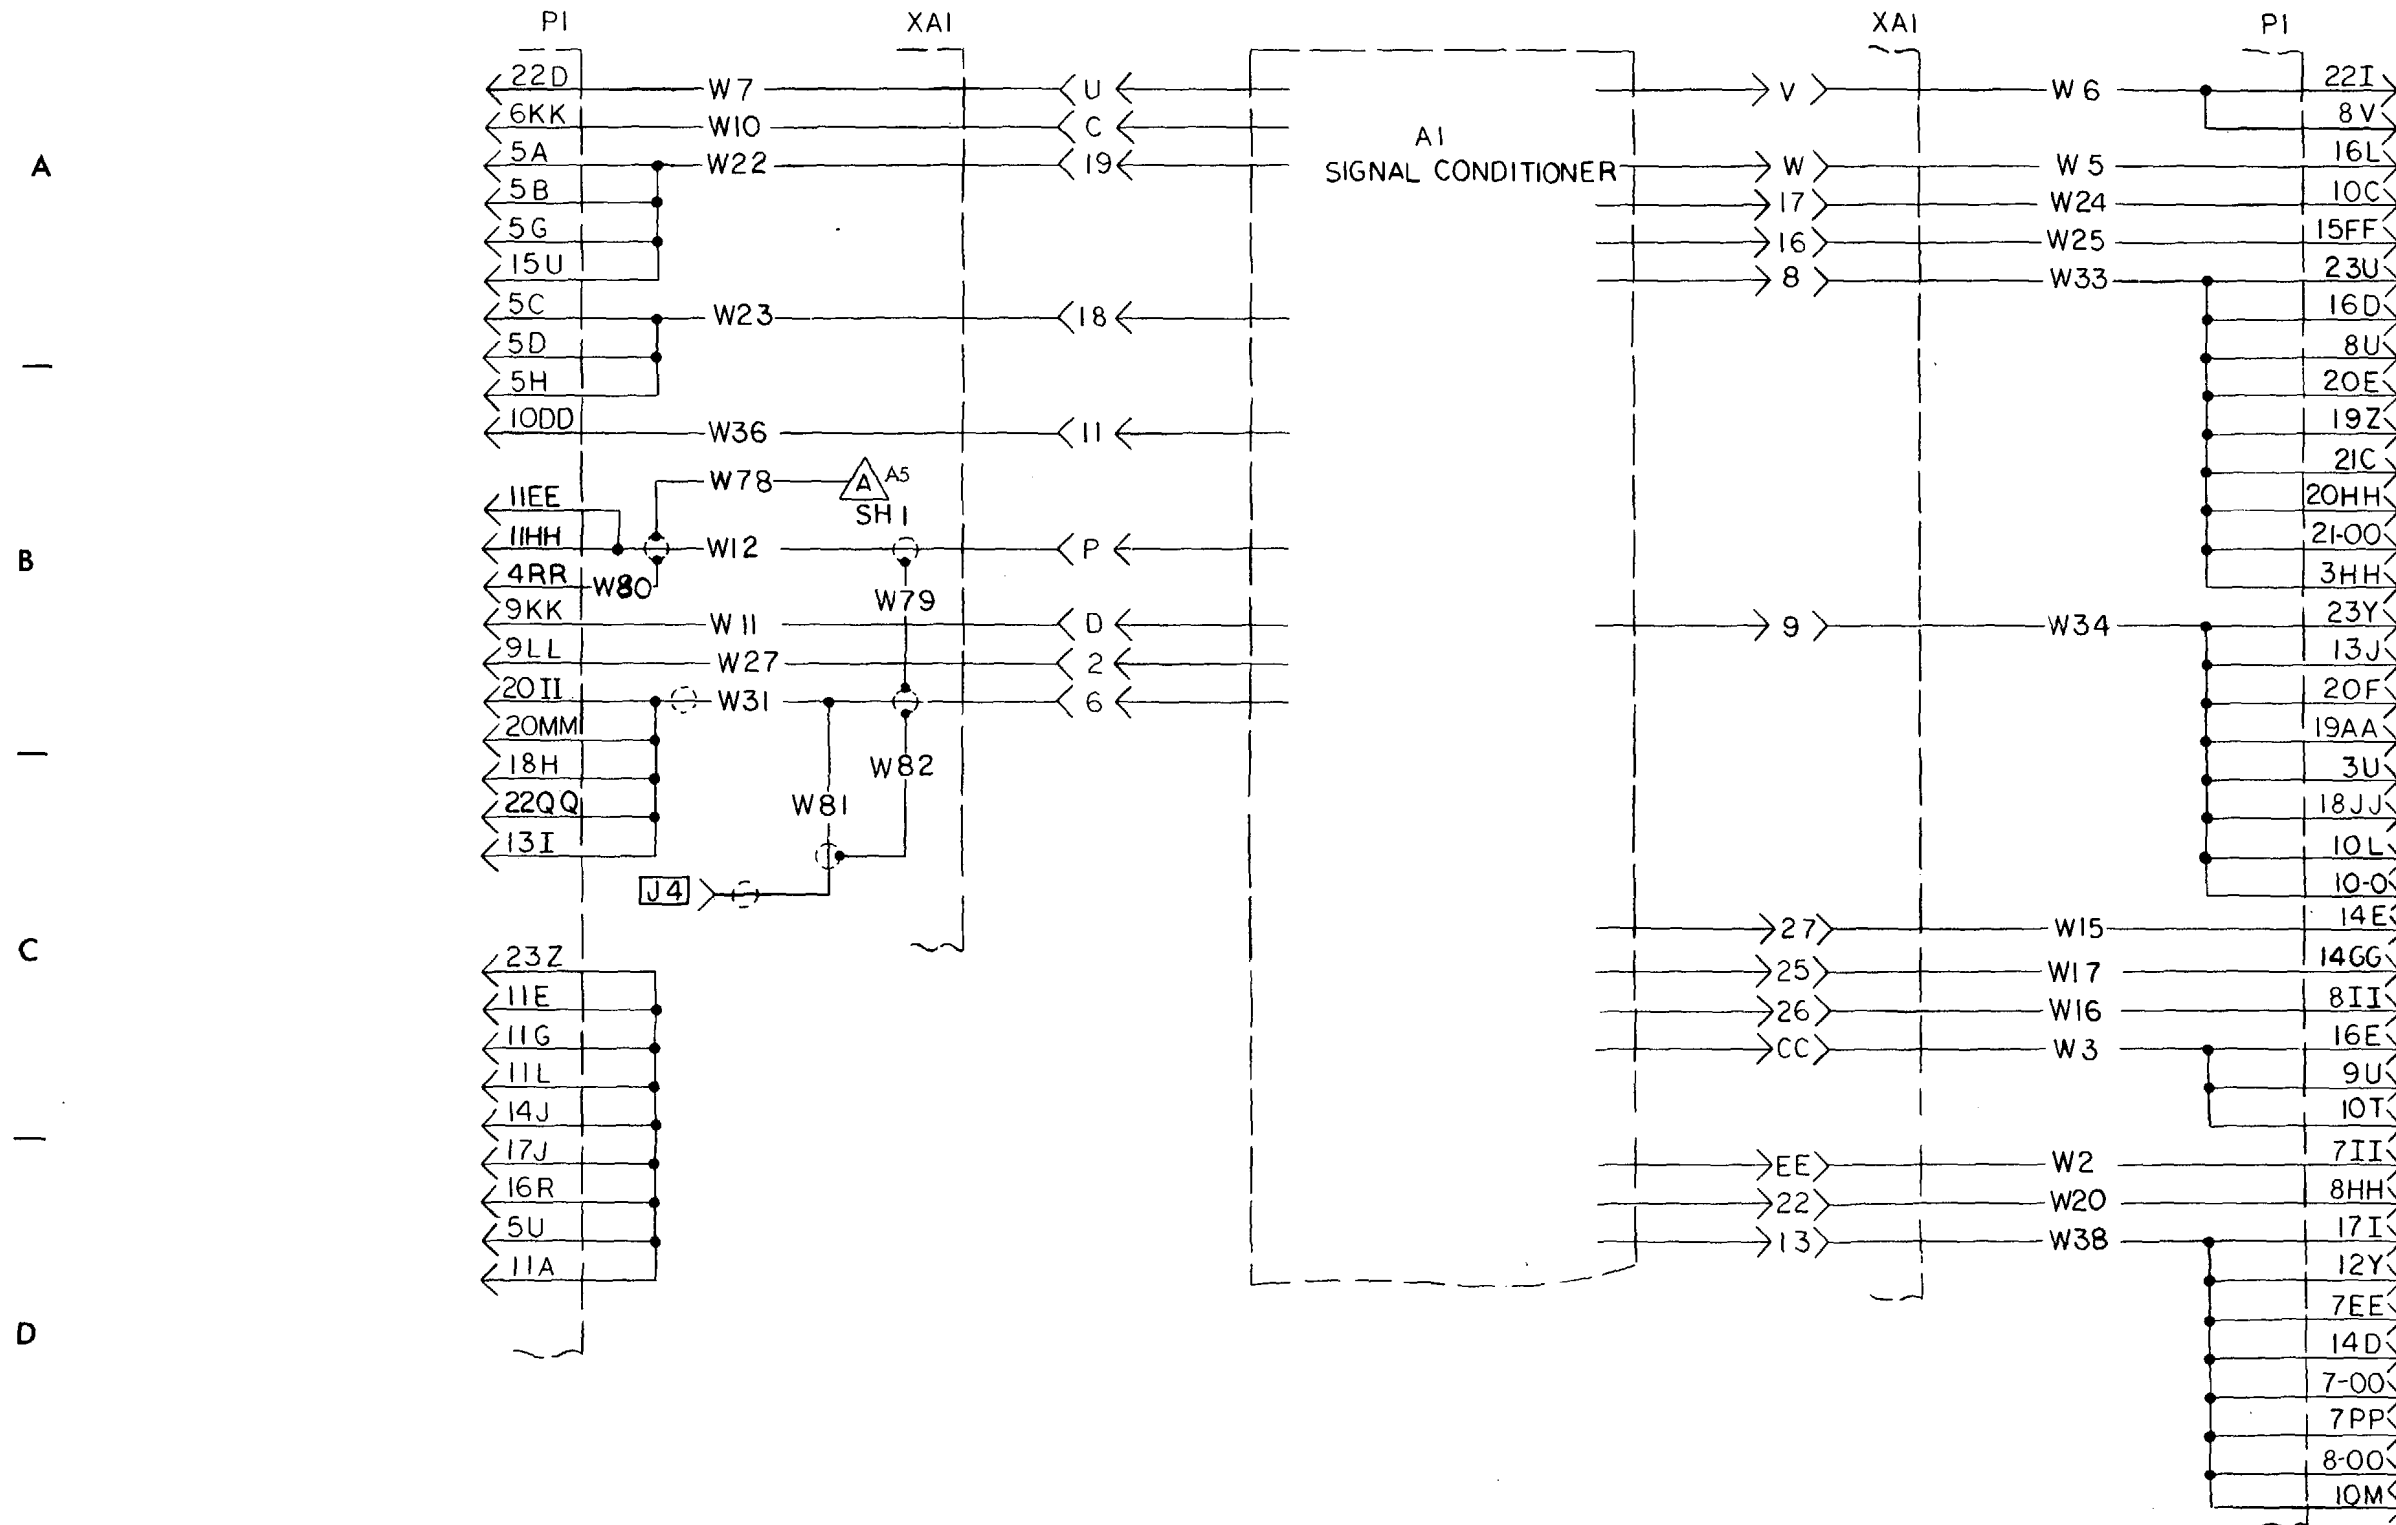 P1 XA1 XA1 P1
22D W7 U V W6 22I
6KK W10 C 8V
A1
A
5A W22 19 SIGNAL CONDITIONER W W5 16L
5B 17 W24 10C
5G 16 W25 15FF
15U 8 W33 23U
5C W23 18 16D
5D 8U
5H 20E
10DD W36 11 19Z
W78 A A5 21C
SH 1
11EE 20HH
B
11HH W12 P 21-00
4RR W80 3HH
W79
9KK W11 D 9 W34 23Y
9LL W27 2 13J
20II W31 6 20F
20MM 19AA
18H W82 3U
22QQ W81 18JJ
13I 10L
J4 10-0
C
27 W15 14E
23Z 25 W17 14GG
11E 26 W16 8II
11G CC W3 16E
11L 9U
14J 10T
17J EE W2 7II
16R 22 W20 8HH
5U 13 W38 17I
11A 12Y
7EE
D
14D
7-00
7PP
8-00
10M